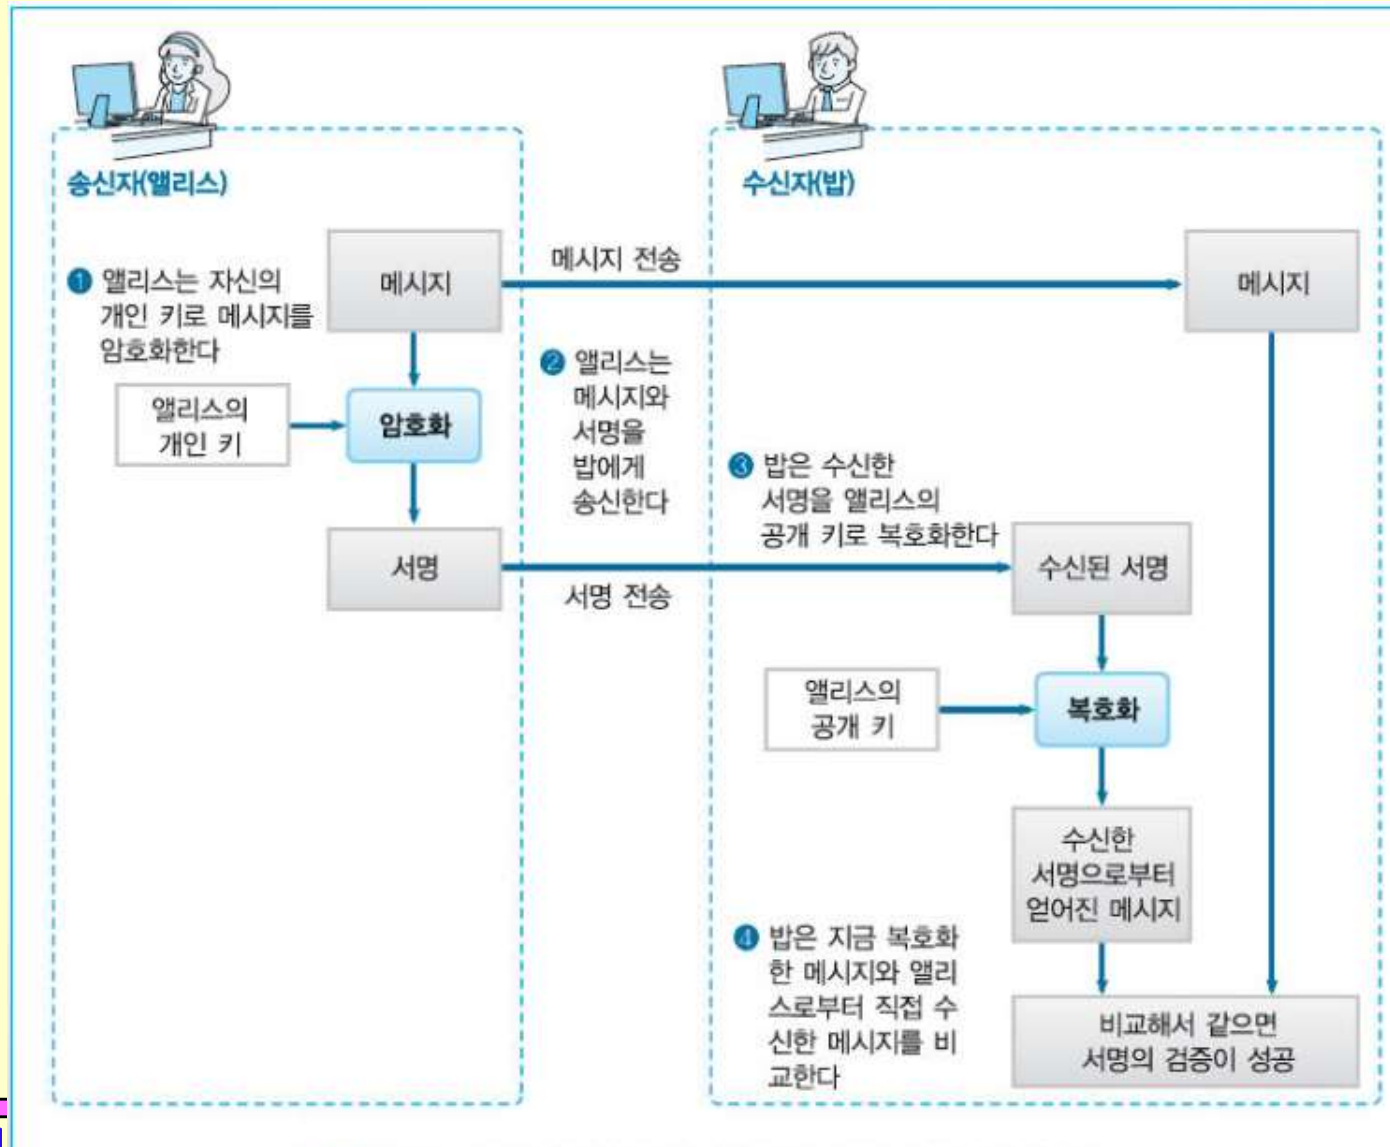 송신자(앨리스)
수신자(밥)
❶ 앨리스는 자신의
개인 키로 메시지를
암호화한다
메시지
메시지 전송
메시지
앨리스의
개인 키
암호화
❷ 앨리스는
메시지와
서명을
밥에게
송신한다
❸ 밥은 수신한
서명을 앨리스의
공개 키로 복호화한다
서명
서명 전송
수신된 서명
앨리스의
공개 키
복호화
수신한
서명으로부터
얻어진 메시지
❹ 밥은 지금 복호화
한 메시지와 앨리
스로부터 직접 수
신한 메시지를 비
교한다
비교해서 같으면
서명의 검증이 성공